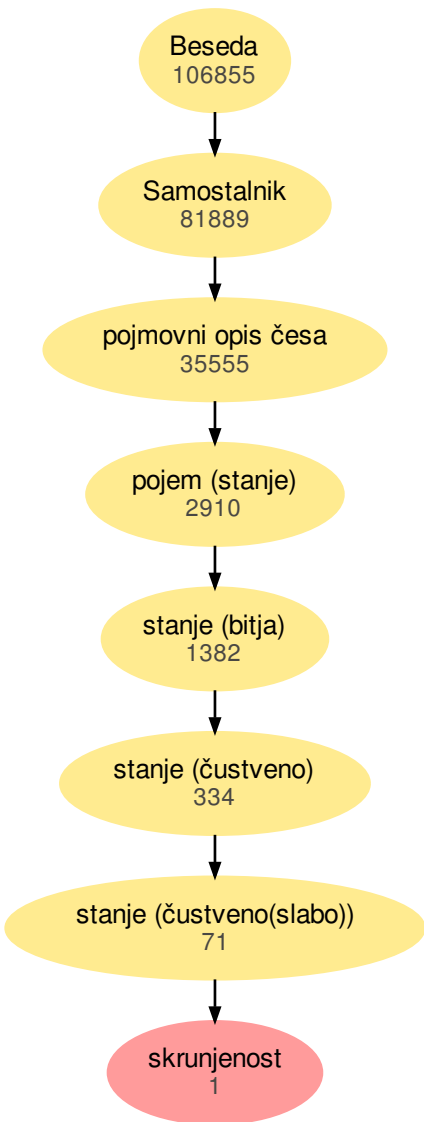 Beseda
106855
Samostalnik
81889
pojmovni opis česa
35555
pojem (stanje)
2910
stanje (bitja)
1382
stanje (čustveno)
334
stanje (čustveno(slabo))
71
skrunjenost
1